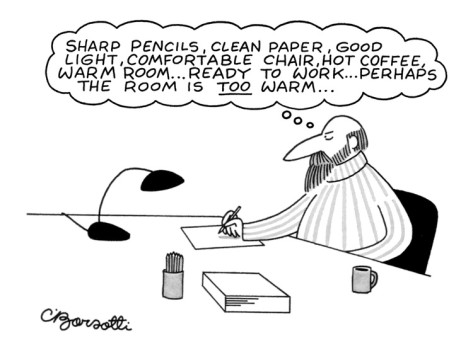 SHARP PENCILS, CLEAN PAPER, GOOD
LIGHT, COMFORTABLE CHAIR, HOT COFFEE,
WARM ROOM... READY TO WORK... PERHAPS
THE ROOM IS TOO WARM...
C. Barsotti